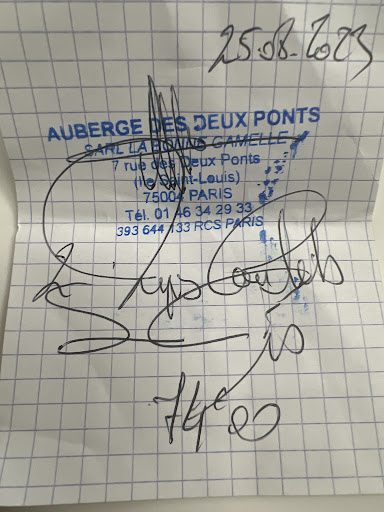 25.08.2023
AUBERGE DES DEUX PONTS
SARL LA BONNE GAMELLE
7 rue des Deux Ponts
(Ile Saint-Louis)
75004 PARIS
Tél. 01 46 34 29 33
393 644 133 RCS PARIS
74€00